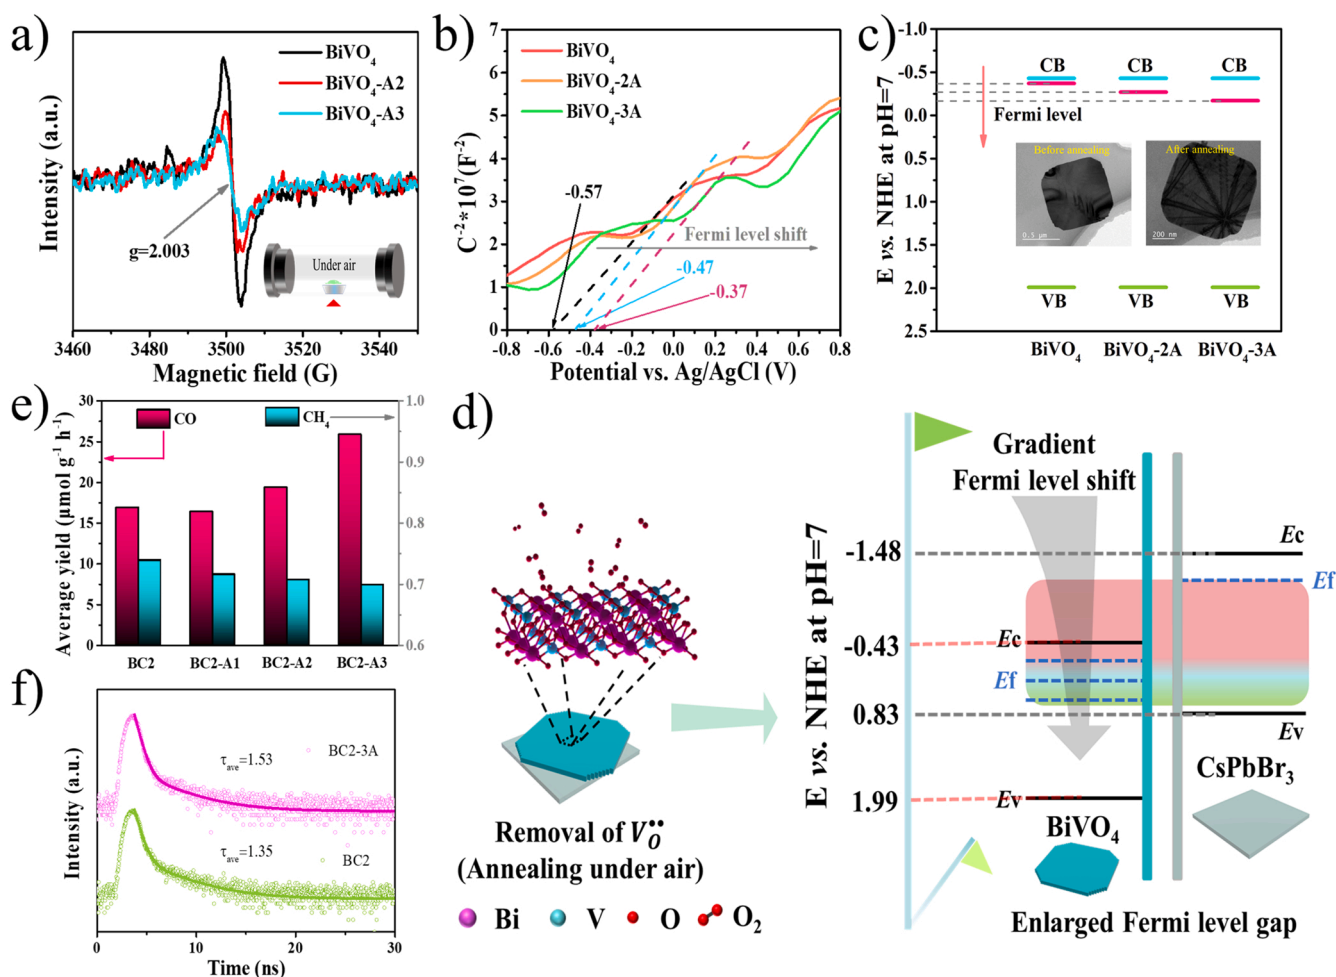 a)
BiVO4
BiVO4-A2
BiVO4-A3
g=2.003
Under air
Intensity (a.u.)
3460 3480 3500 3520 3540
Magnetic field (G)
b)
7
6
5
4
3
2
1
0
BiVO4
BiVO4-2A
BiVO4-3A
-0.57
Fermi level shift
-0.47
-0.37
C-2*107(F-2)
-0.8 -0.6 -0.4 -0.2 0.0 0.2 0.4 0.6 0.8
Potential vs. Ag/AgCl (V)
c)
-1.0
-0.5
0.0
0.5
1.0
1.5
2.0
2.5
E vs. NHE at pH=7
CB CB CB
Fermi level
Before annealing
After annealing
0.5 μm
200 nm
VB VB VB
BiVO4 BiVO4-2A BiVO4-3A
e)
30
25
20
15
10
5
0
Average yield (μmol g-1 h-1)
CO
CH4
1.0
0.9
0.8
0.7
0.6
BC2 BC2-A1 BC2-A2 BC2-A3
d)
Removal of VO••
(Annealing under air)
Bi V O O2
Gradient
Fermi level shift
E vs. NHE at pH=7
-1.48
-0.43
0.83
1.99
Ec
Ef
Ec
Ef
Ev
Ev
CsPbBr3
BiVO4
Enlarged Fermi level gap
f)
Intensity (a.u.)
BC2-3A
τave=1.53
τave=1.35
BC2
0 10 20 30
Time (ns)